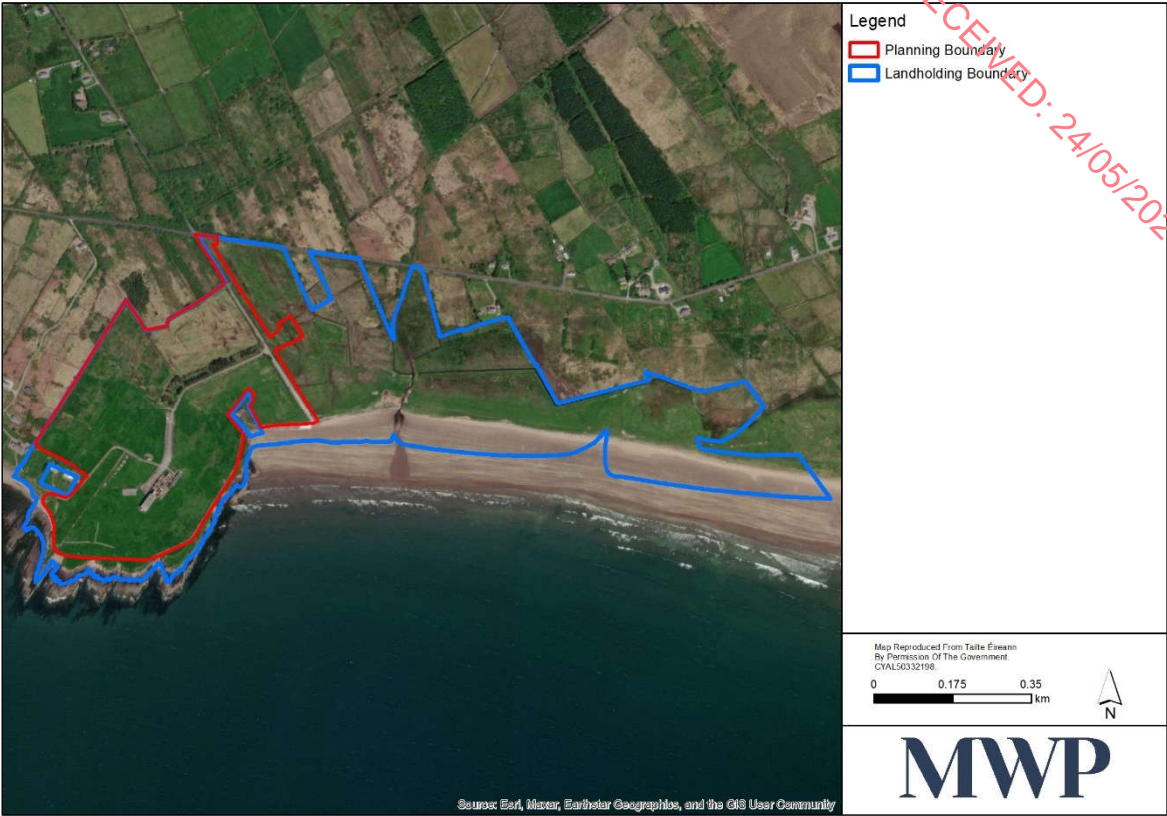 Legend
Planning Boundary
Landholding Boundary
24/05/202
Map Reproduced From Tailte Éireann
By Permission Of The Government.
CYAL50332198.
0 0.175 0.35
km
N
MWP
Source: Esri, Maxar, Earthstar Geographics, and the GIS User Community